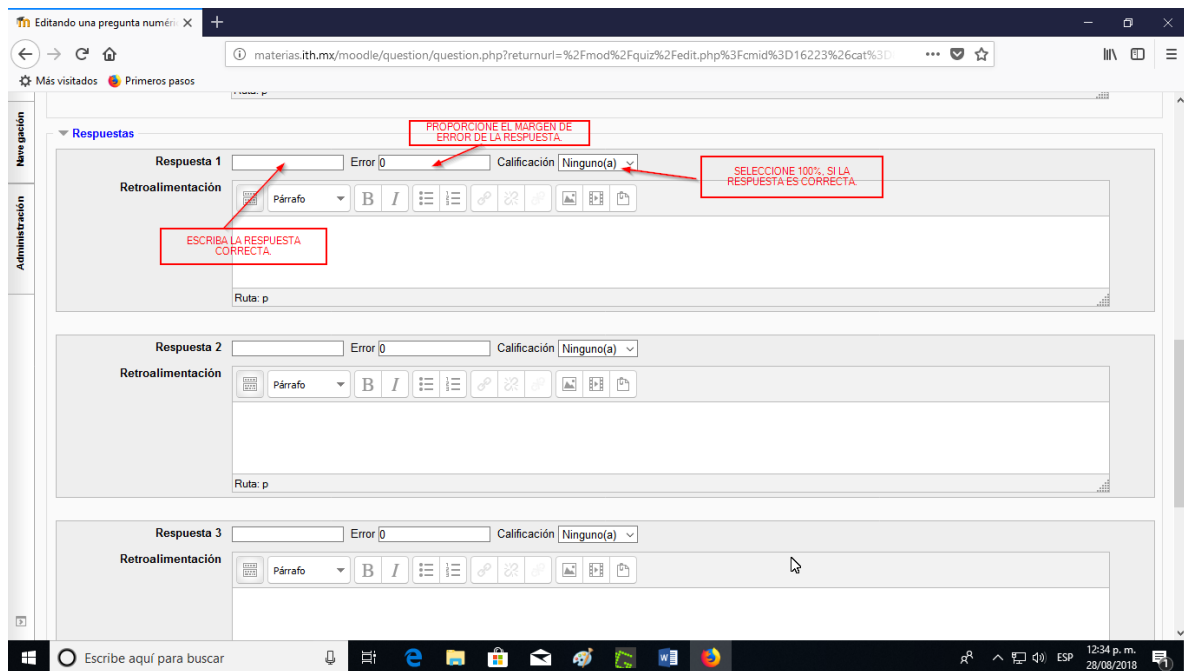 Editando una pregunta numéric
materias.ith.mx/moodle/question/question.php?returnurl=%2Fmod%2Fquiz%2Fedit.php%3Fcmid%3D16223%26cat%3D
Más visitados Primeros pasos
Ruta: p
Navegación
Administración
Respuestas
PROPORCIONE EL MARGEN DE
ERROR DE LA RESPUESTA.
Respuesta 1 Error 0 Calificación Ninguno(a)
SELECCIONE 100%, SI LA
RESPUESTA ES CORRECTA.
Retroalimentación
Párrafo B I
ESCRIBA LA RESPUESTA
CORRECTA.
Ruta: p
Respuesta 2 Error 0 Calificación Ninguno(a)
Retroalimentación
Párrafo B I
Ruta: p
Respuesta 3 Error 0 Calificación Ninguno(a)
Retroalimentación
Párrafo B I
Escribe aquí para buscar
ESP
12:34 p. m.
28/08/2018